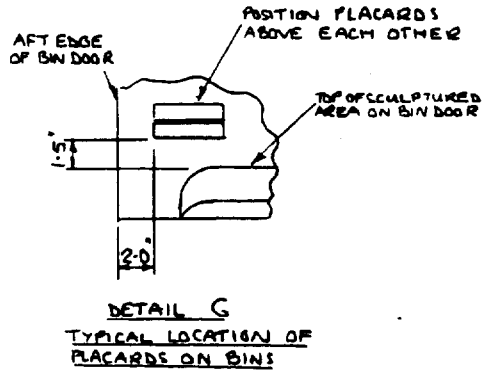 POSITION PLACARDS
ABOVE EACH OTHER
AFT EDGE
OF BIN DOOR
TOP OF SCULPTURED
AREA ON BIN DOOR
1·5"
2·0"
DETAIL G
TYPICAL LOCATION OF
PLACARDS ON BINS